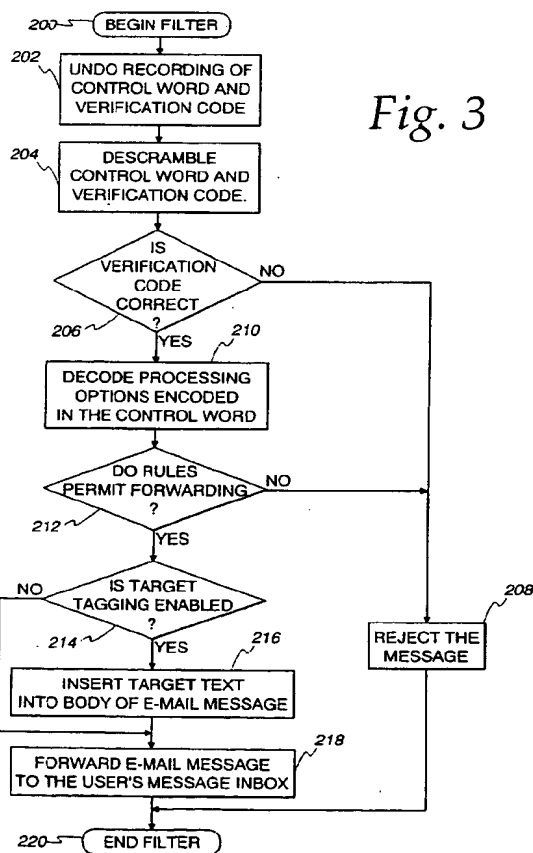 200
BEGIN FILTER
202
UNDO RECORDING OF
CONTROL WORD AND
VERIFICATION CODE
Fig. 3
204
DESCRAMBLE
CONTROL WORD AND
VERIFICATION CODE.
IS
VERIFICATION
CODE
CORRECT
?
NO
206
YES
210
DECODE PROCESSING
OPTIONS ENCODED
IN THE CONTROL WORD
DO RULES
PERMIT FORWARDING
?
NO
212
YES
NO
IS TARGET
TAGGING ENABLED
?
214
YES
208
REJECT THE
MESSAGE
216
INSERT TARGET TEXT
INTO BODY OF E-MAIL MESSAGE
218
FORWARD E-MAIL MESSAGE
TO THE USER'S MESSAGE INBOX
220
END FILTER